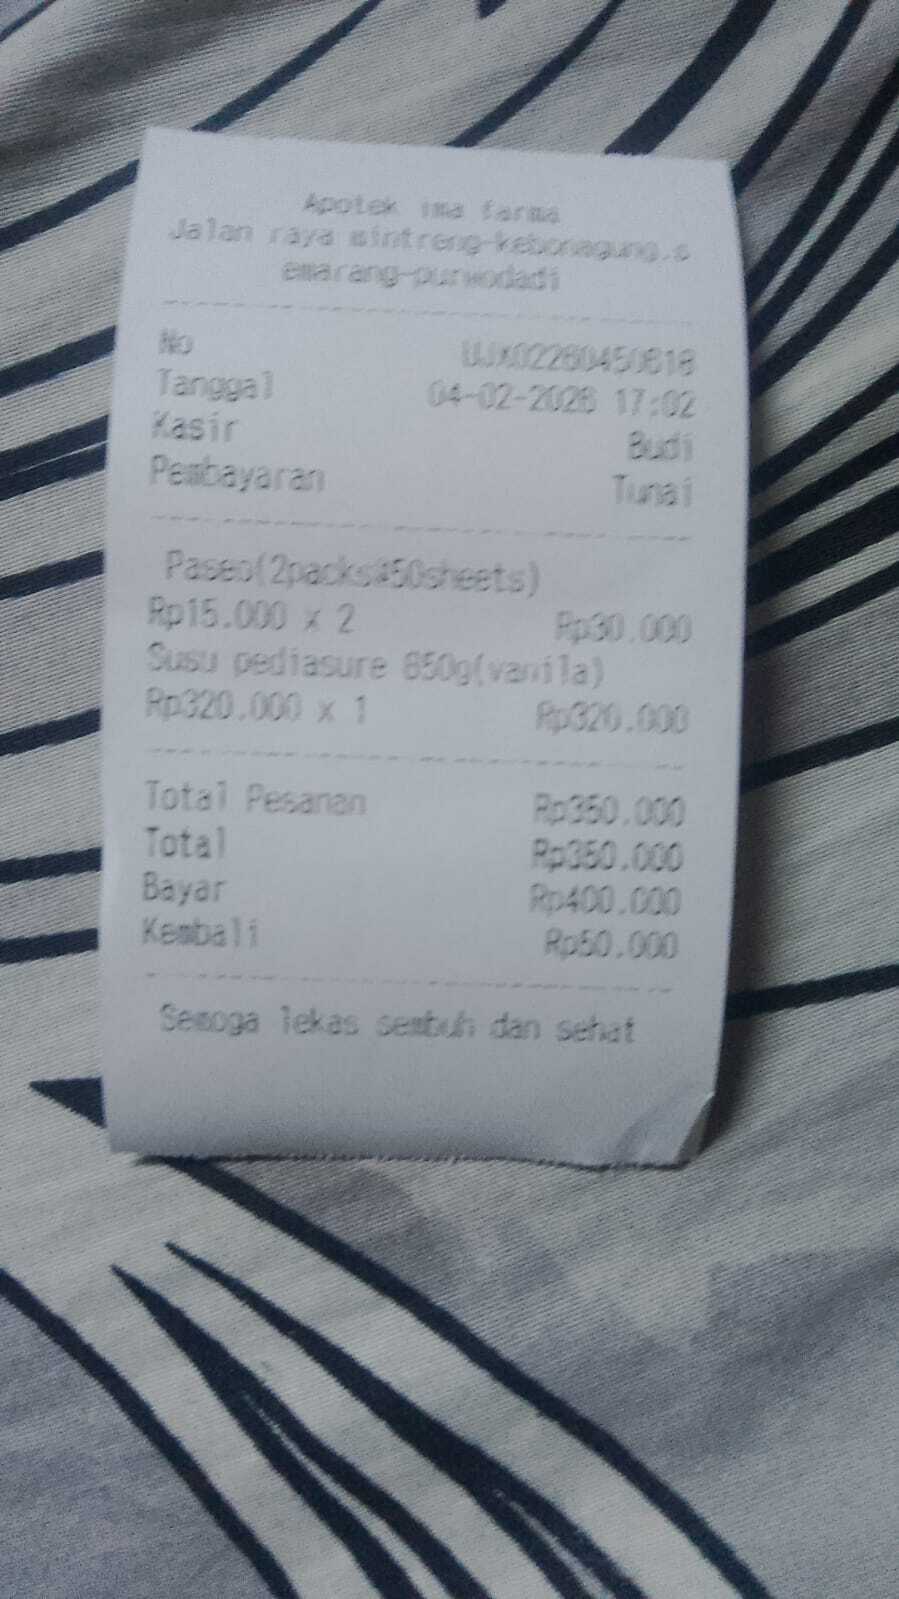 Apotek ima farma
Jalan raya mintreng-kebonagung,s
emarang-purwodadi
No UJX02260450618
Tanggal 04-02-2026 17:02
Kasir Budi
Pembayaran Tunai
Paseo(2packs*50sheets)
Rp15.000 x 2 Rp30.000
Susu pediasure 850g(vanila)
Rp320.000 x 1 Rp320.000
Total Pesanan Rp350.000
Total Rp350.000
Bayar Rp400.000
Kembali Rp50.000
Semoga lekas sembuh dan sehat